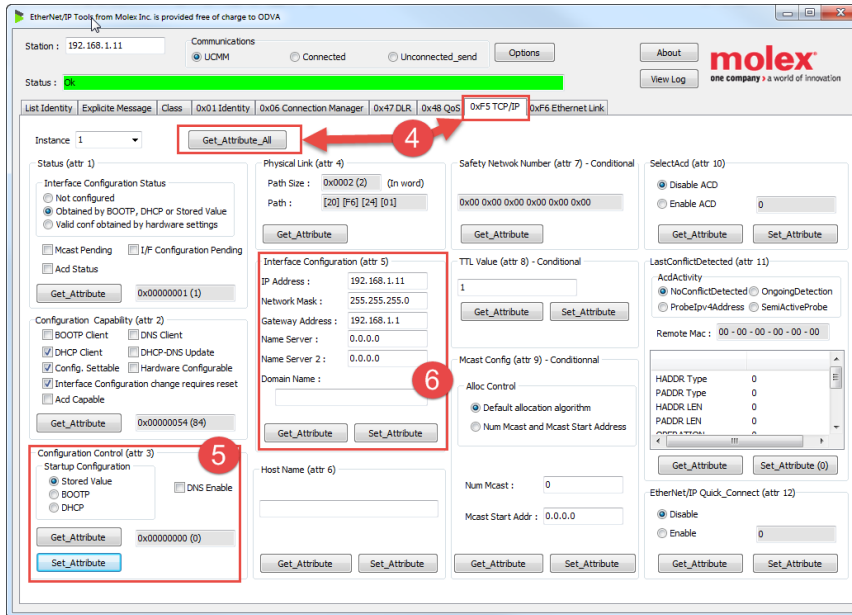 EtherNet/IP Tools from Molex Inc. is provided free of charge to ODVA
Station : 192.168.1.11
Communications
UCMM Connected Unconnected_send
Options
About
View Log
molex
one company > a world of innovation
Status : Ok
List Identity Explicite Message Class 0x01 Identity 0x06 Connection Manager 0x47 DLR 0x48 QoS 0xF5 TCP/IP 0xF6 Ethernet Link
Instance 1 Get_Attribute_All
4
Status (attr 1)
Interface Configuration Status
Not configured
Obtained by BOOTP, DHCP or Stored Value
Valid conf obtained by hardware settings
Mcast Pending I/F Configuration Pending
Acd Status
Get_Attribute 0x00000001 (1)
Configuration Capability (attr 2)
BOOTP Client DNS Client
DHCP Client DHCP-DNS Update
Config. Settable Hardware Configurable
Interface Configuration change requires reset
Acd Capable
Get_Attribute 0x00000054 (84)
Configuration Control (attr 3)
5
Startup Configuration
Stored Value
BOOTP
DHCP
DNS Enable
Get_Attribute 0x00000000 (0)
Set_Attribute
Physical Link (attr 4)
Path Size : 0x0002 (2) (In word)
Path : [20] [F6] [24] [01]
Get_Attribute
Interface Configuration (attr 5)
IP Address : 192.168.1.11
Network Mask : 255.255.255.0
Gateway Address : 192.168.1.1
Name Server : 0.0.0.0
Name Server 2 : 0.0.0.0
Domain Name :
6
Get_Attribute Set_Attribute
Host Name (attr 6)
Get_Attribute Set_Attribute
Safety Netwok Number (attr 7) - Conditional
0x00 0x00 0x00 0x00 0x00 0x00
Get_Attribute
TTL Value (attr 8) - Conditional
1
Get_Attribute Set_Attribute
Mcast Config (attr 9) - Conditionnal
Alloc Control
Default allocation algorithm
Num Mcast and Mcast Start Address
Num Mcast : 0
Mcast Start Addr : 0.0.0.0
Get_Attribute Set_Attribute
SelectAcd (attr 10)
Disable ACD
Enable ACD 0
Get_Attribute Set_Attribute
LastConflictDetected (attr 11)
AcdActivity
NoConflictDetected OngoingDetection
ProbeIpv4Address SemiActiveProbe
Remote Mac : 00 - 00 - 00 - 00 - 00 - 00
HADDR Type 0
PADDR Type 0
HADDR LEN 0
PADDR LEN 0
OPERATION 0
Get_Attribute Set_Attribute (0)
EtherNet/IP Quick_Connect (attr 12)
Disable
Enable 0
Get_Attribute Set_Attribute